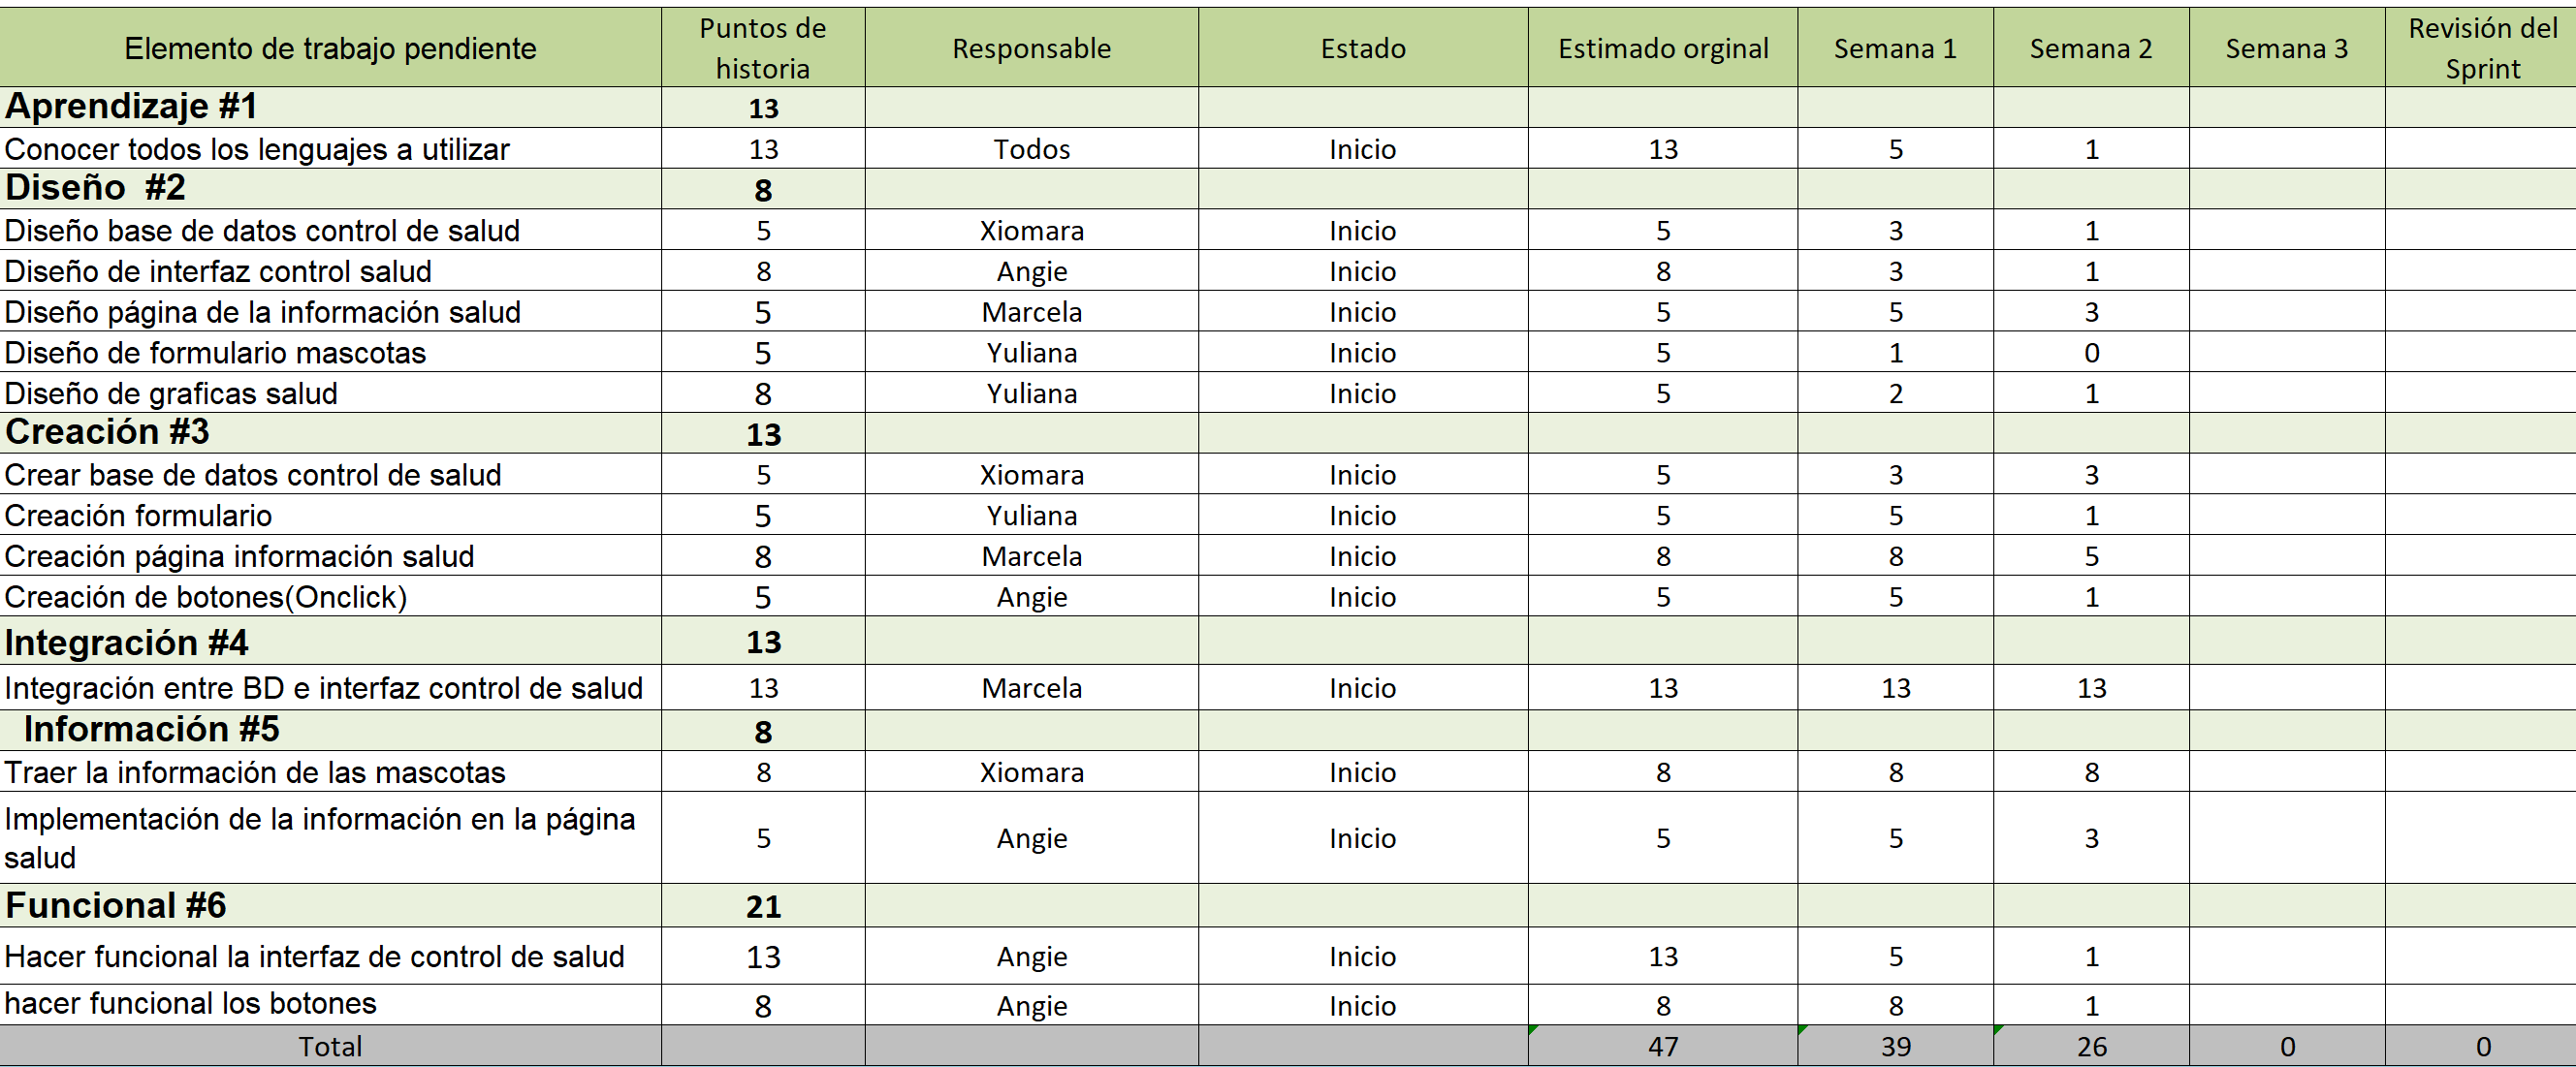 Elemento de trabajo pendiente Puntos de historia Responsable Estado Estimado orginal Semana 1 Semana 2 Semana 3 Revisión del Sprint
Aprendizaje #1 13
Conocer todos los lenguajes a utilizar 13 Todos Inicio 13 5 1
Diseño #2 8
Diseño base de datos control de salud 5 Xiomara Inicio 5 3 1
Diseño de interfaz control salud 8 Angie Inicio 8 3 1
Diseño página de la información salud 5 Marcela Inicio 5 5 3
Diseño de formulario mascotas 5 Yuliana Inicio 5 1 0
Diseño de graficas salud 8 Yuliana Inicio 5 2 1
Creación #3 13
Crear base de datos control de salud 5 Xiomara Inicio 5 3 3
Creación formulario 5 Yuliana Inicio 5 5 1
Creación página información salud 8 Marcela Inicio 8 8 5
Creación de botones(Onclick) 5 Angie Inicio 5 5 1
Integración #4 13
Integración entre BD e interfaz control de salud 13 Marcela Inicio 13 13 13
Información #5 8
Traer la información de las mascotas 8 Xiomara Inicio 8 8 8
Implementación de la información en la página salud 5 Angie Inicio 5 5 3
Funcional #6 21
Hacer funcional la interfaz de control de salud 13 Angie Inicio 13 5 1
hacer funcional los botones 8 Angie Inicio 8 8 1
Total 47 39 26 0 0